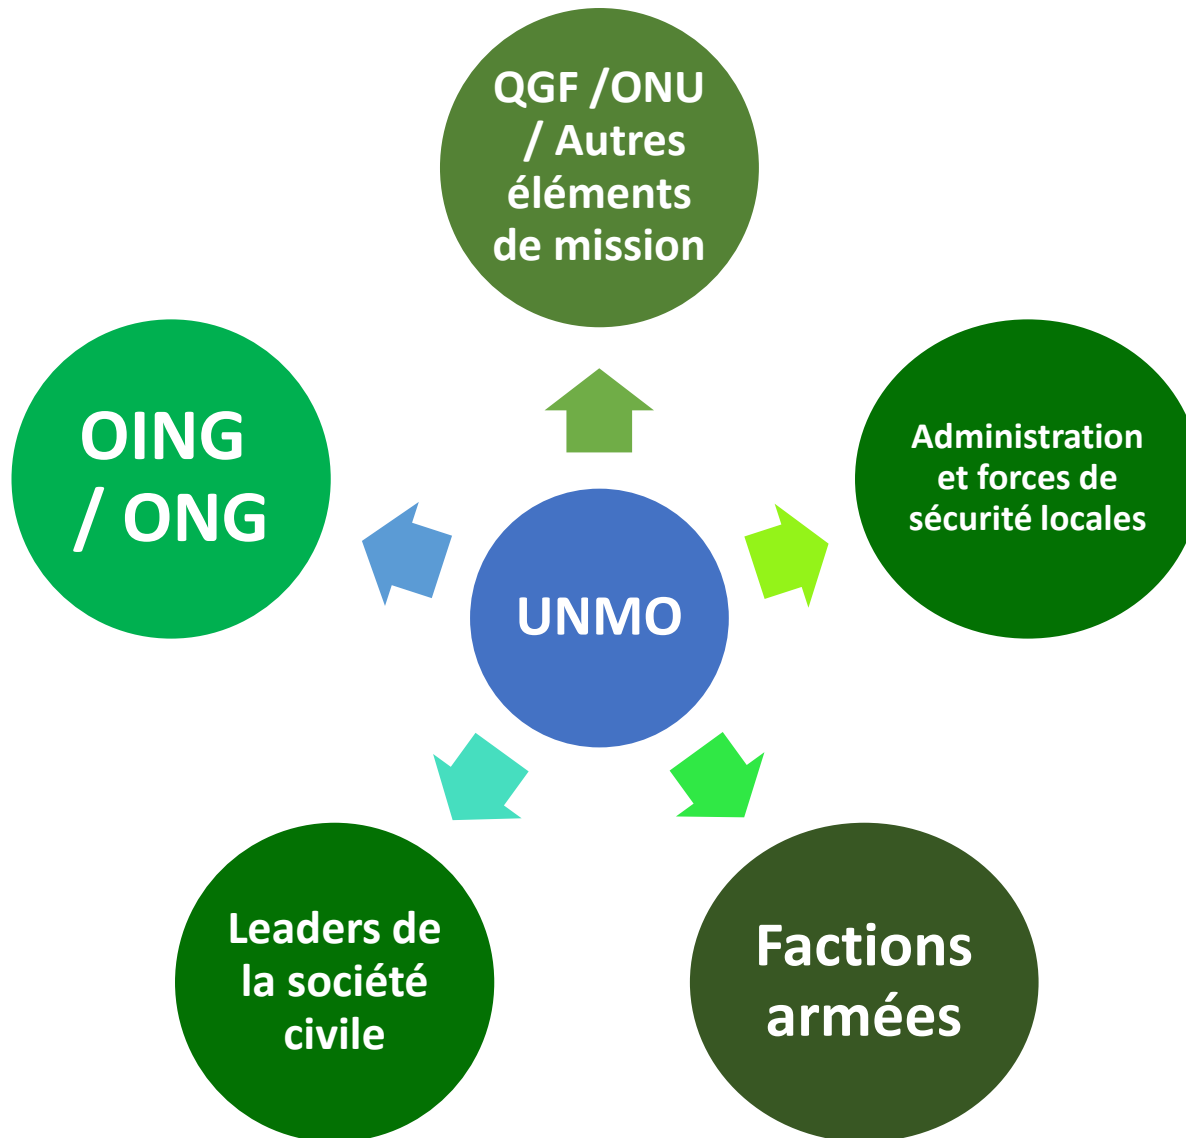 QGF /ONU
/ Autres
éléments
de mission
OING
/ ONG
Administration
et forces de
sécurité locales
UNMO
Leaders de
la société
civile
Factions
armées